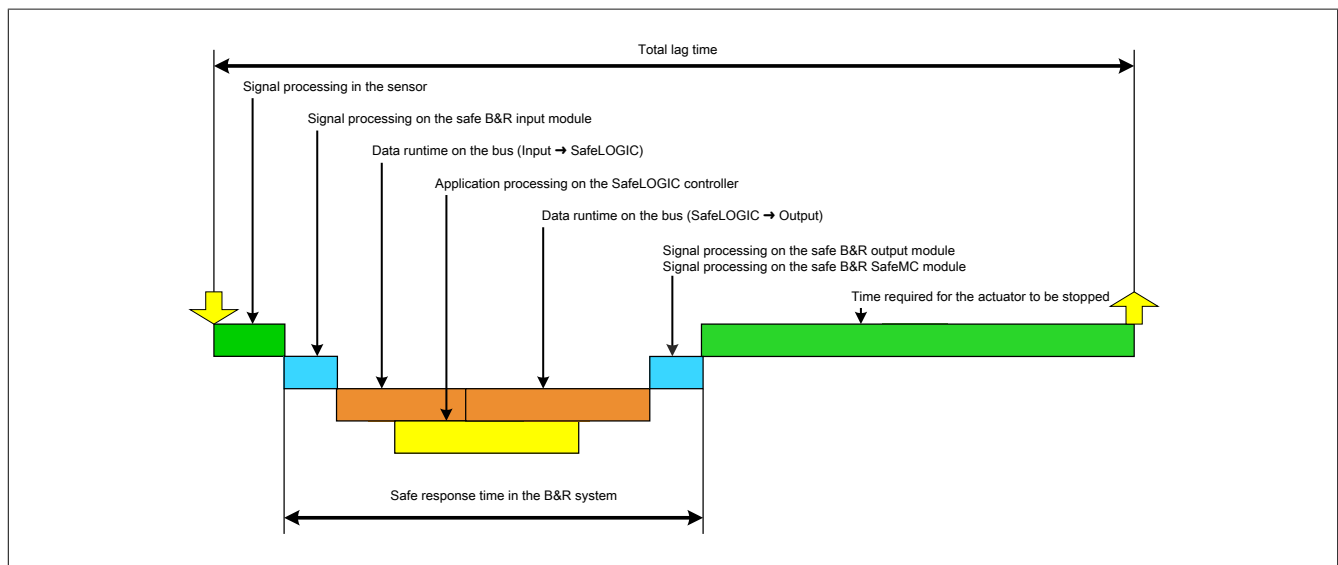 Total lag time
Signal processing in the sensor
Signal processing on the safe B&R input module
Data runtime on the bus (Input ➜ SafeLOGIC)
Application processing on the SafeLOGIC controller
Data runtime on the bus (SafeLOGIC ➜ Output)
Signal processing on the safe B&R output module
Signal processing on the safe B&R SafeMC module
Time required for the actuator to be stopped
Safe response time in the B&R system